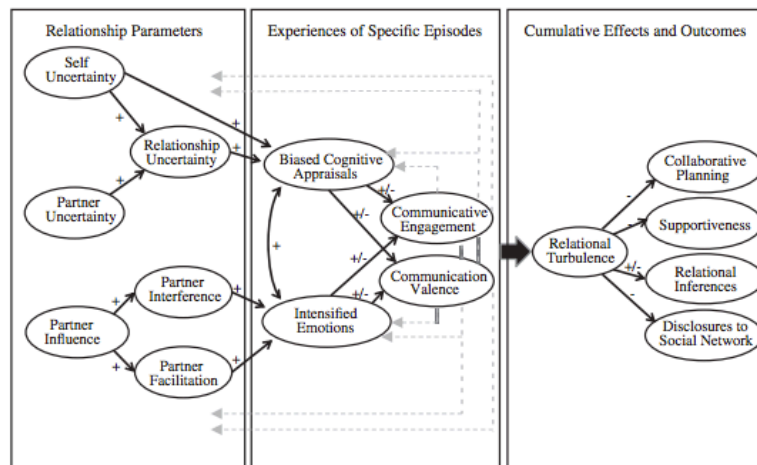 Relationship Parameters
Experiences of Specific Episodes
Cumulative Effects and Outcomes
Self
Uncertainty
+
+
Relationship
Uncertainty
+
+
Partner
Uncertainty
Biased Cognitive
Appraisals
+/-
+/-
Communicative
Engagement
+
+/-
Communication
Valence
+/-
Intensified
Emotions
Partner
Interference
+
+
Partner
Influence
+
Partner
Facilitation
+
Relational
Turbulence
-
Collaborative
Planning
-
Supportiveness
+/-
Relational
Inferences
-
Disclosures to
Social Network